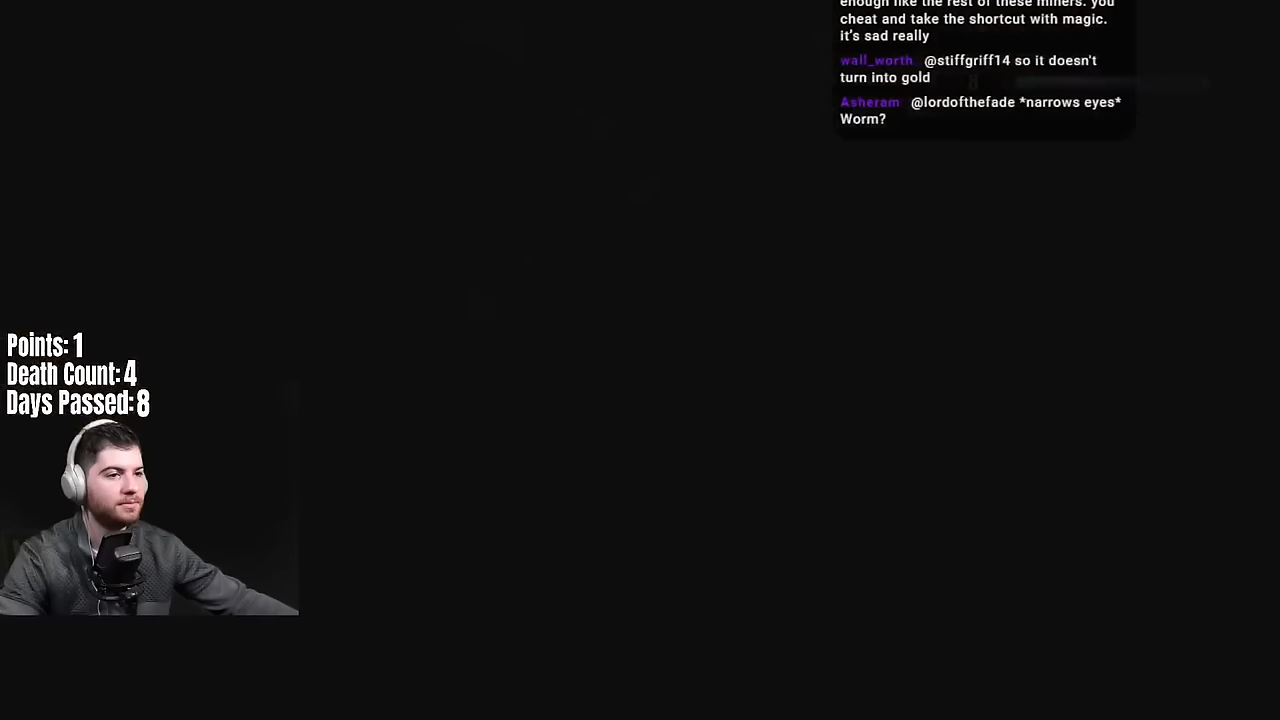 enough like the rest of these miners. you
cheat and take the shortcut with magic.
it's sad really
wall_worth @stiffgriff14 so it doesn't
turn into gold
Asheram @lordofthefade *narrows eyes*
Worm?
Points: 1
Death Count: 4
Days Passed: 8